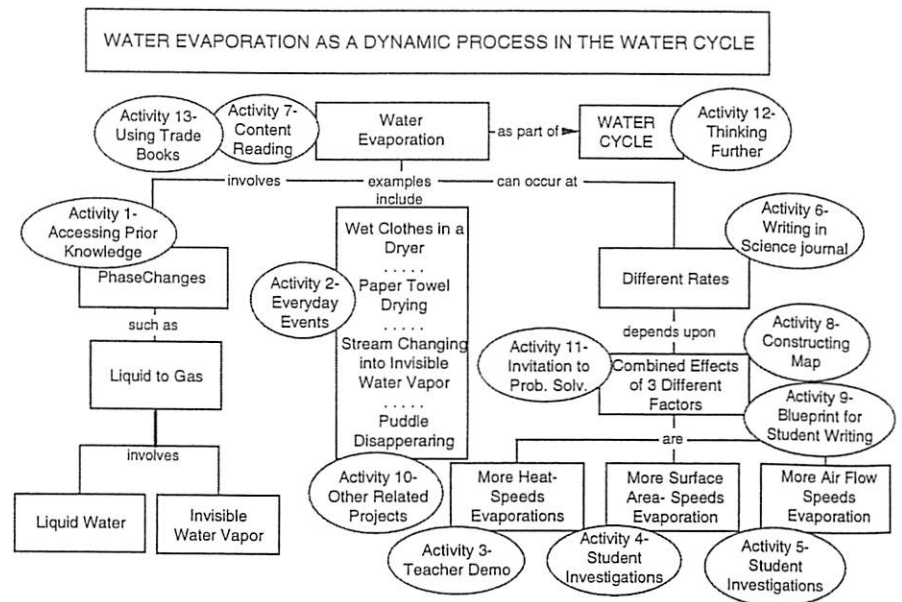 WATER EVAPORATION AS A DYNAMIC PROCESS IN THE WATER CYCLE
Activity 13-
Using Trade
Books
Activity 7-
Content
Reading
Water
Evaporation
as part of
WATER
CYCLE
Activity 12-
Thinking
Further
involves
examples
include
can occur at
Activity 1-
Accessing Prior
Knowledge
PhaseChanges
such as
Liquid to Gas
involves
Liquid Water
Invisible
Water Vapor
Activity 2-
Everyday
Events
Wet Clothes in a
Dryer
.....
Paper Towel
Drying
.....
Stream Changing
into Invisible
Water Vapor
.....
Puddle
Disapperaring
Activity 10-
Other Related
Projects
Activity 6-
Writing in
Science journal
Different Rates
depends upon
Activity 8-
Constructing
Map
Activity 11-
Invitation to
Prob. Solv.
Combined Effects
of 3 Different
Factors
Activity 9-
Blueprint for
Student Writing
are
More Heat-
Speeds
Evaporations
More Surface
Area- Speeds
Evaporation
More Air Flow
Speeds
Evaporation
Activity 3-
Teacher Demo
Activity 4-
Student
Investigations
Activity 5-
Student
Investigations